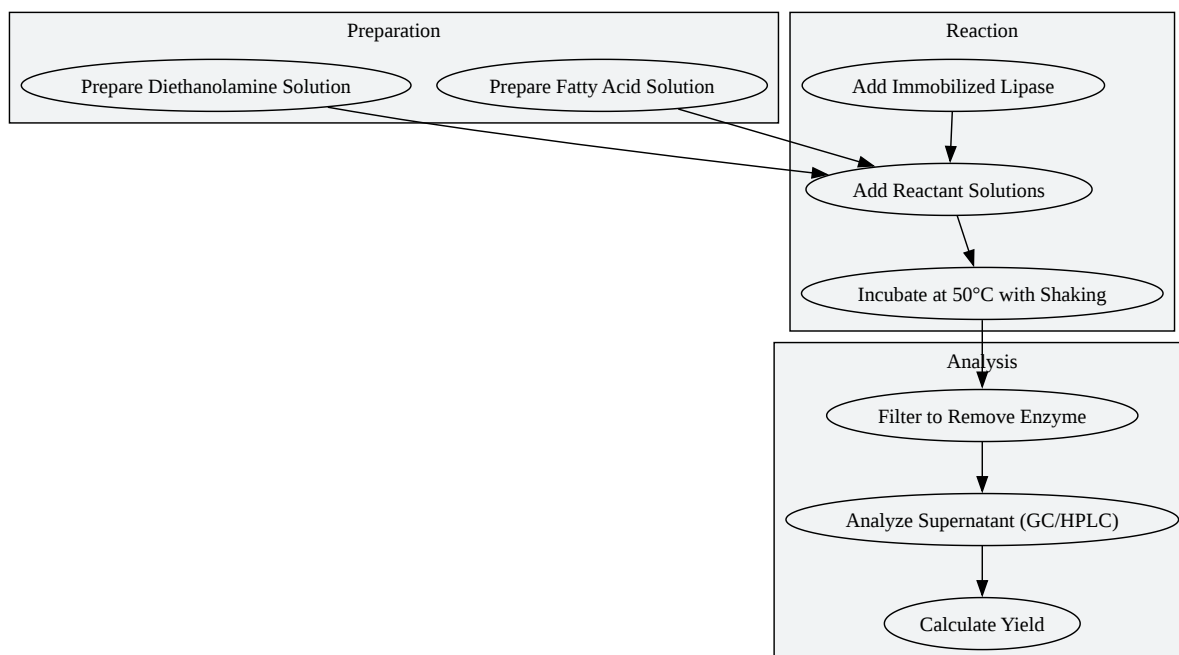 Preparation
Prepare Diethanolamine Solution
Prepare Fatty Acid Solution
Reaction
Add Immobilized Lipase
Add Reactant Solutions
Incubate at 50°C with Shaking
Analysis
Filter to Remove Enzyme
Analyze Supernatant (GC/HPLC)
Calculate Yield